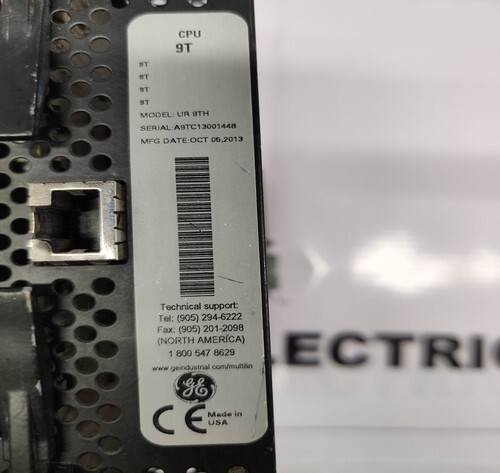 CPU
9T
9T
9T
9T
9T
MODEL: UR 9TH
SERIAL: A9TC13001448
MFG.DATE: OCT 05,2013
Technical support:
Tel: (905) 294-6222
Fax: (905) 201-2098
(NORTH AMERICA)
1 800 547 8629
www.geindustrial.com/multilin
GE
CE Made in
USA
LECTRIC